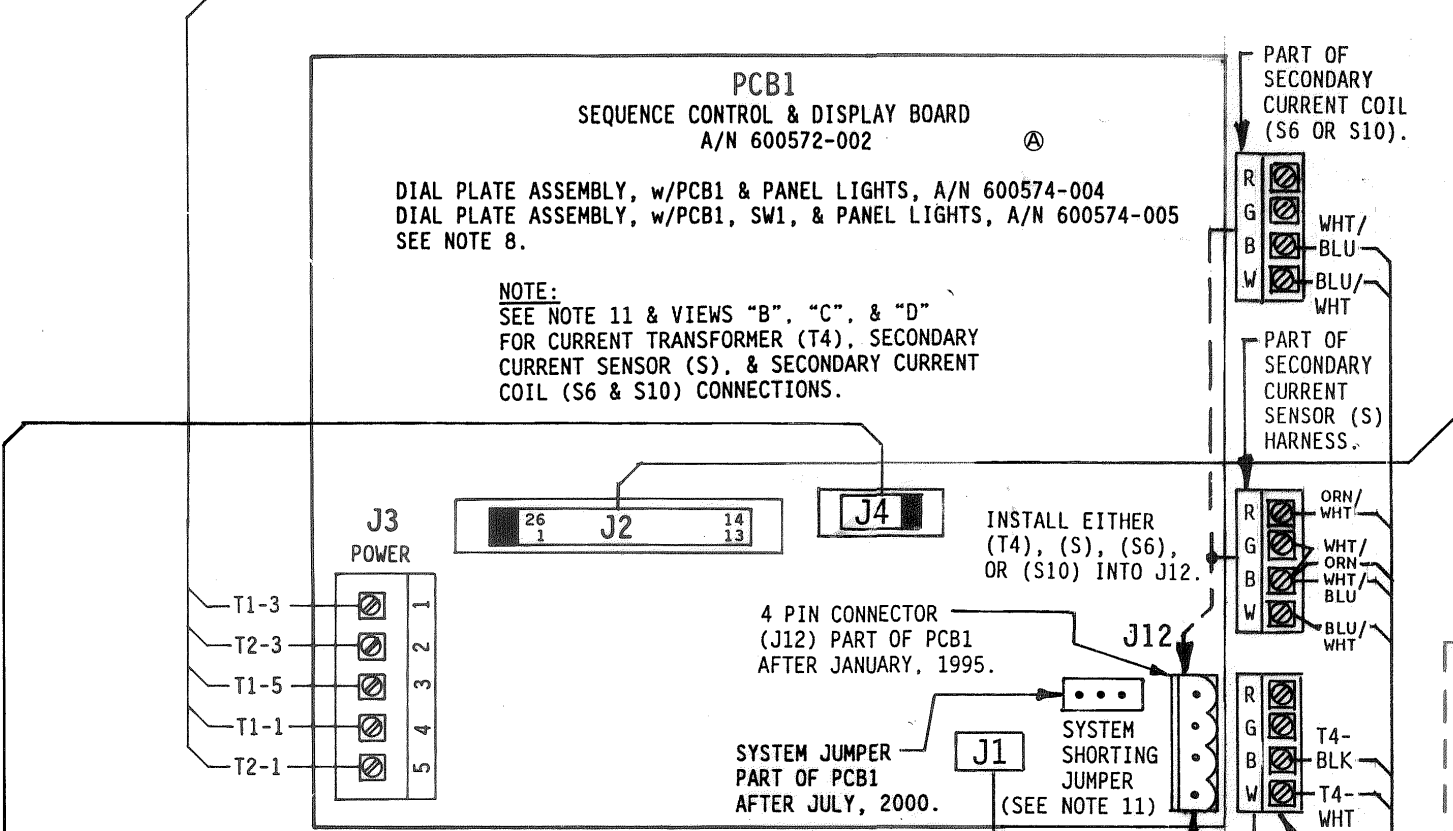 PCB1
SEQUENCE CONTROL & DISPLAY BOARD
A/N 600572-002
A
DIAL PLATE ASSEMBLY, w/PCB1 & PANEL LIGHTS, A/N 600574-004
DIAL PLATE ASSEMBLY, w/PCB1, SW1, & PANEL LIGHTS, A/N 600574-005
SEE NOTE 8.
NOTE:
SEE NOTE 11 & VIEWS "B", "C", & "D"
FOR CURRENT TRANSFORMER (T4), SECONDARY
CURRENT SENSOR (S), & SECONDARY CURRENT
COIL (S6 & S10) CONNECTIONS.
PART OF
SECONDARY
CURRENT COIL
(S6 OR S10).
R
G
B
W
WHT/
BLU
BLU/
WHT
PART OF
SECONDARY
CURRENT
SENSOR (S)
HARNESS.
R
G
B
W
ORN/
WHT
WHT/
ORN
WHT/
BLU
BLU/
WHT
J3
POWER
T1-3
1
T2-3
2
T1-5
3
T1-1
4
T2-1
5
26
1
J2
14
13
J4
INSTALL EITHER
(T4), (S), (S6),
OR (S10) INTO J12.
4 PIN CONNECTOR
(J12) PART OF PCB1
AFTER JANUARY, 1995.
J12
SYSTEM JUMPER
PART OF PCB1
AFTER JULY, 2000.
J1
SYSTEM
SHORTING
JUMPER
(SEE NOTE 11)
R
G
B
W
T4-
BLK
T4-
WHT